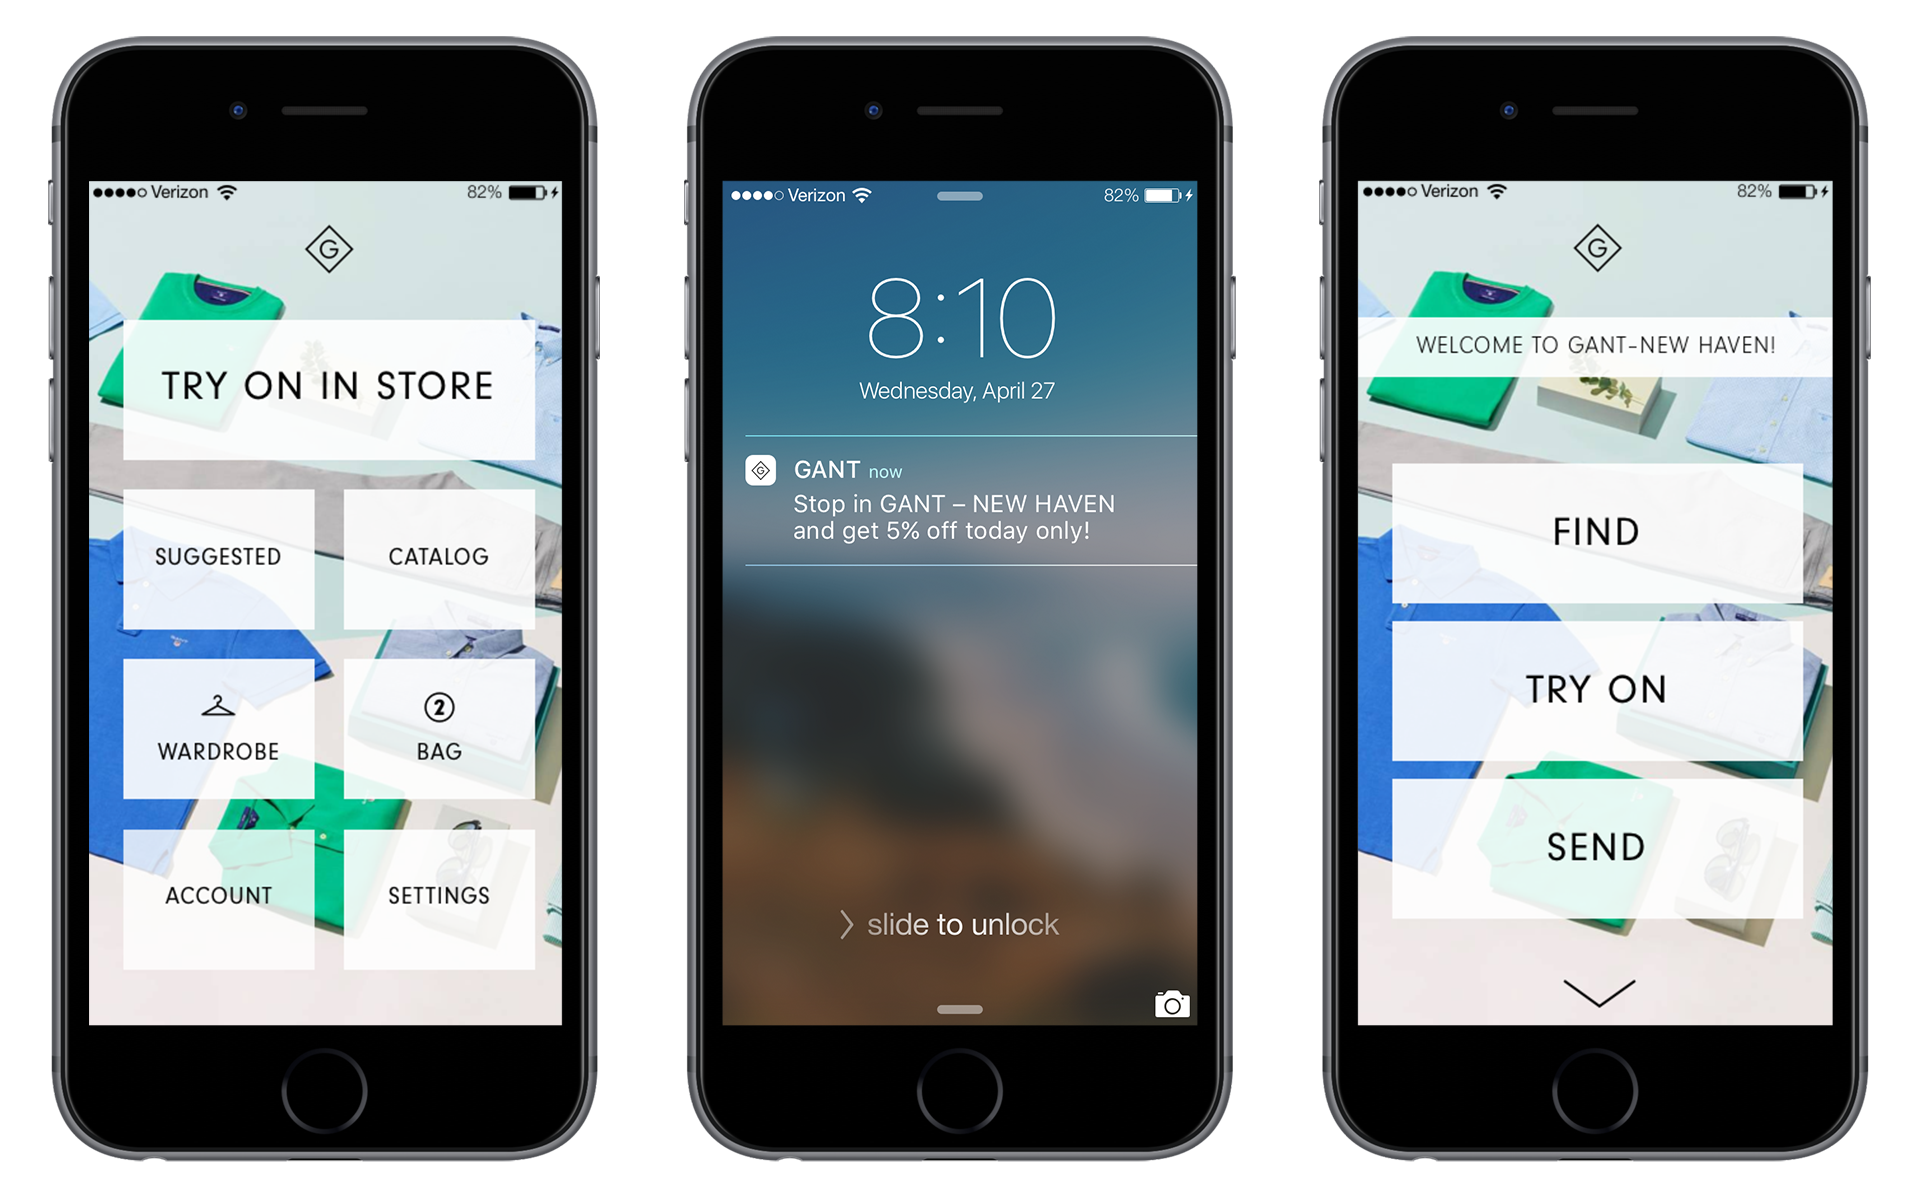 Verizon 82%
G
TRY ON IN STORE
SUGGESTED
CATALOG
WARDROBE
2
BAG
ACCOUNT
SETTINGS
Verizon 82%
8:10
Wednesday, April 27
G
GANT now
Stop in GANT – NEW HAVEN
and get 5% off today only!
slide to unlock
Verizon 82%
G
WELCOME TO GANT-NEW HAVEN!
FIND
TRY ON
SEND